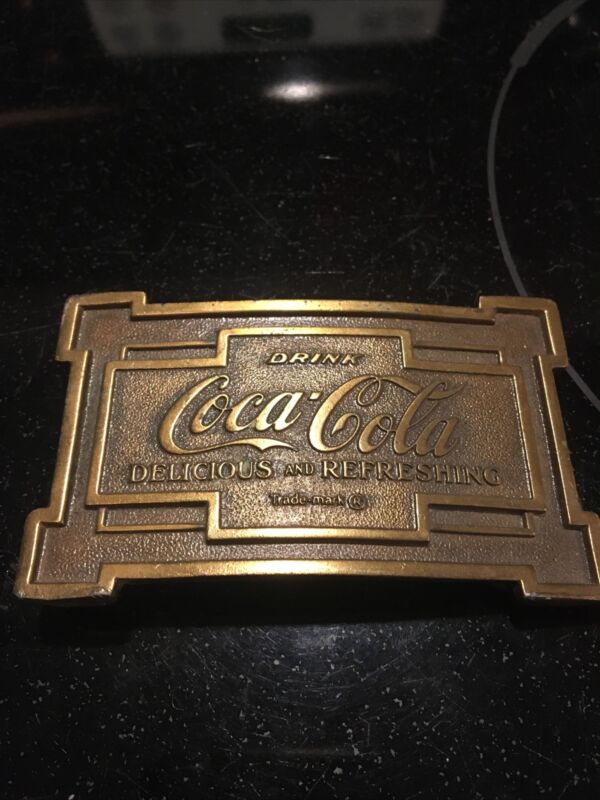 DRINK
Coca-Cola
DELICIOUS AND REFRESHING
Trade-mark ®